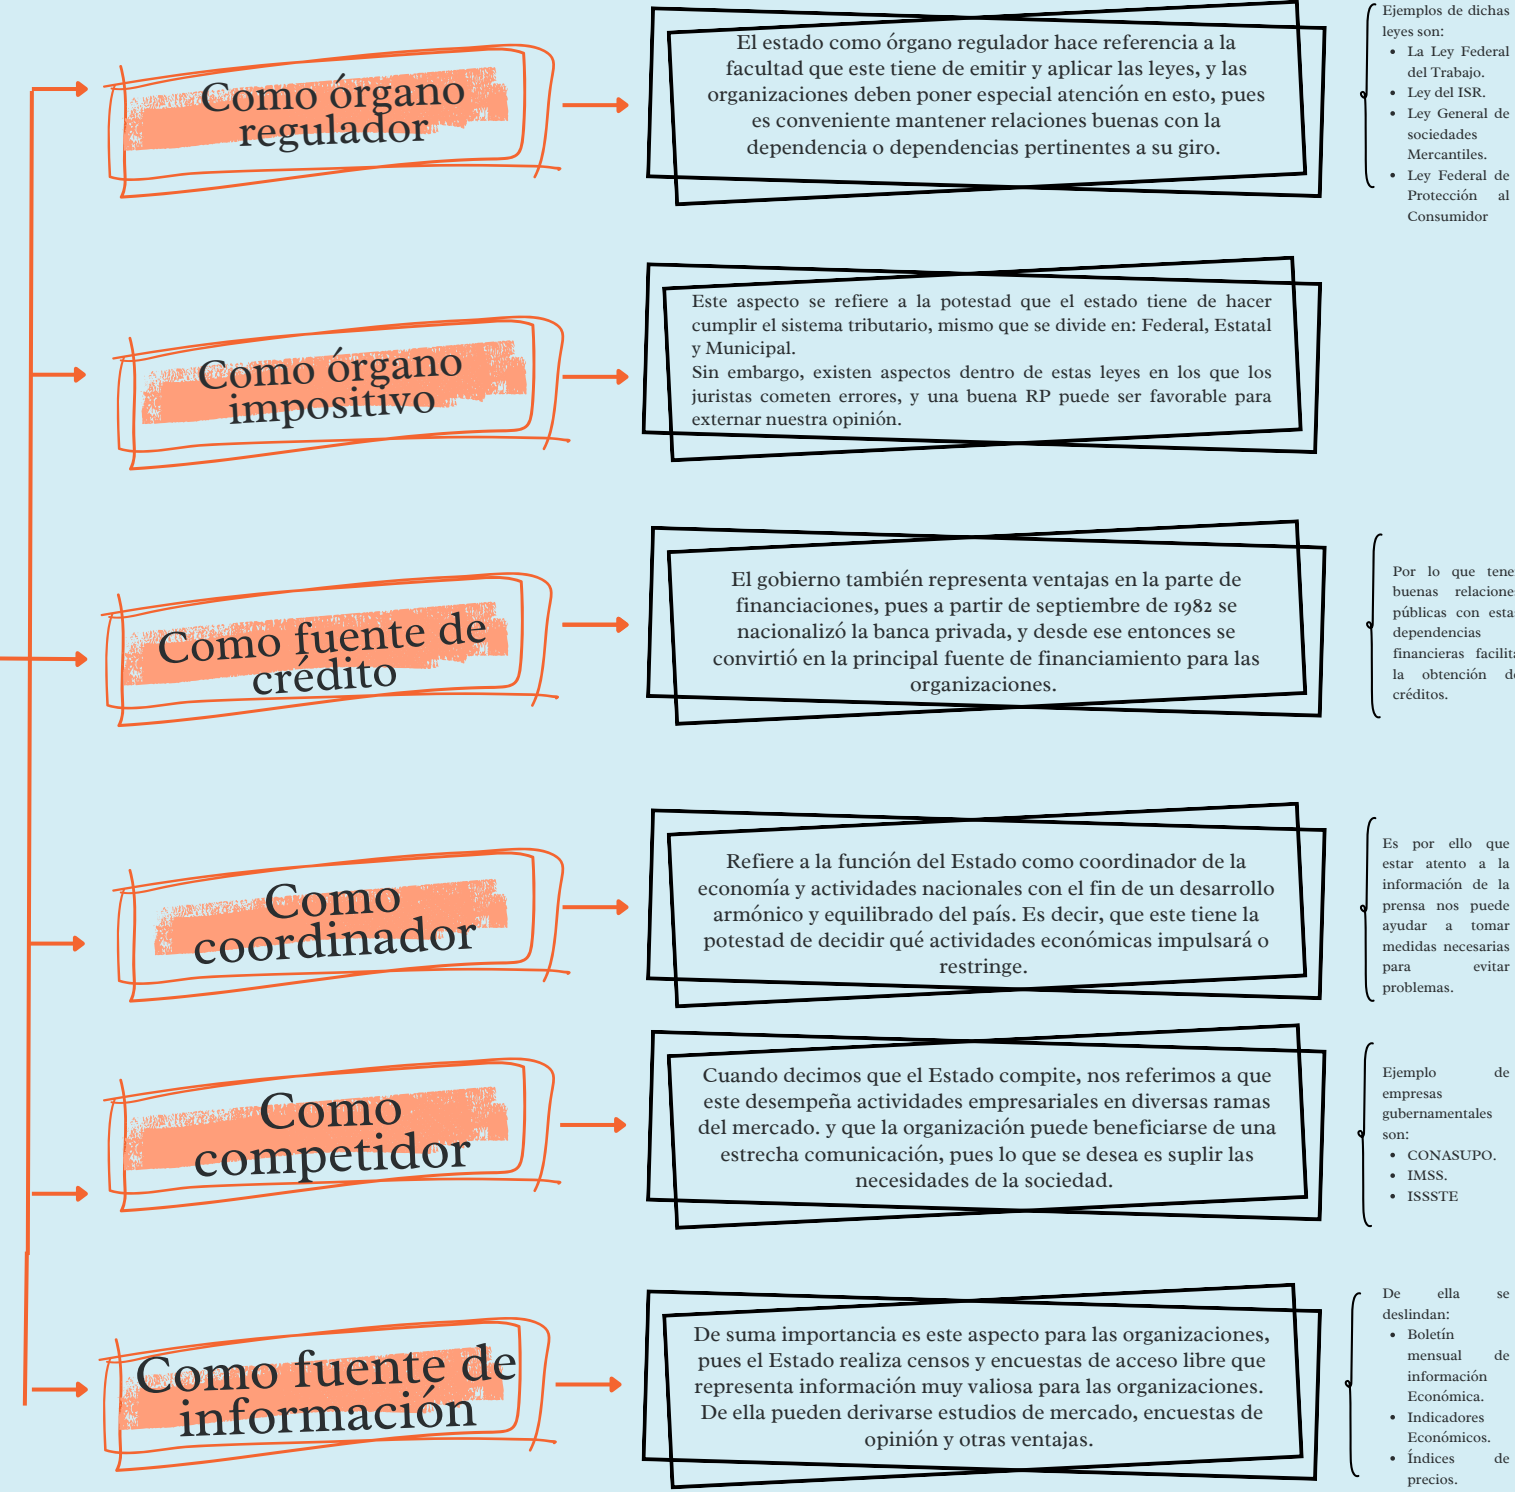 Como órgano
regulador
El estado como órgano regulador hace referencia a la
facultad que este tiene de emitir y aplicar las leyes, y las
organizaciones deben poner especial atención en esto, pues
es conveniente mantener relaciones buenas con la
dependencia o dependencias pertinentes a su giro.
Ejemplos de dichas
leyes son:
• La Ley Federal
del Trabajo.
• Ley del ISR.
• Ley General de
sociedades
Mercantiles.
• Ley Federal de
Protección al
Consumidor
Como órgano
impositivo
Este aspecto se refiere a la potestad que el estado tiene de hacer
cumplir el sistema tributario, mismo que se divide en: Federal, Estatal
y Municipal.
Sin embargo, existen aspectos dentro de estas leyes en los que los
juristas cometen errores, y una buena RP puede ser favorable para
externar nuestra opinión.
Como fuente de
crédito
El gobierno también representa ventajas en la parte de
financiaciones, pues a partir de septiembre de 1982 se
nacionalizó la banca privada, y desde ese entonces se
convirtió en la principal fuente de financiamiento para las
organizaciones.
Por lo que tene
buenas relacione
públicas con esta
dependencias
financieras facilita
la obtención de
créditos.
Como
coordinador
Refiere a la función del Estado como coordinador de la
economía y actividades nacionales con el fin de un desarrollo
armónico y equilibrado del país. Es decir, que este tiene la
potestad de decidir qué actividades económicas impulsará o
restringe.
Es por ello que
estar atento a la
información de la
prensa nos puede
ayudar a tomar
medidas necesarias
para evitar
problemas.
Como
competidor
Cuando decimos que el Estado compite, nos referimos a que
este desempeña actividades empresariales en diversas ramas
del mercado. y que la organización puede beneficiarse de una
estrecha comunicación, pues lo que se desea es suplir las
necesidades de la sociedad.
Ejemplo de
empresas
gubernamentales
son:
• CONASUPO.
• IMSS.
• ISSSTE
Como fuente de
información
De suma importancia es este aspecto para las organizaciones,
pues el Estado realiza censos y encuestas de acceso libre que
representa información muy valiosa para las organizaciones.
De ella pueden derivarse estudios de mercado, encuestas de
opinión y otras ventajas.
De ella se
deslindan:
• Boletín
mensual de
información
Económica.
• Indicadores
Económicos.
• Índices de
precios.